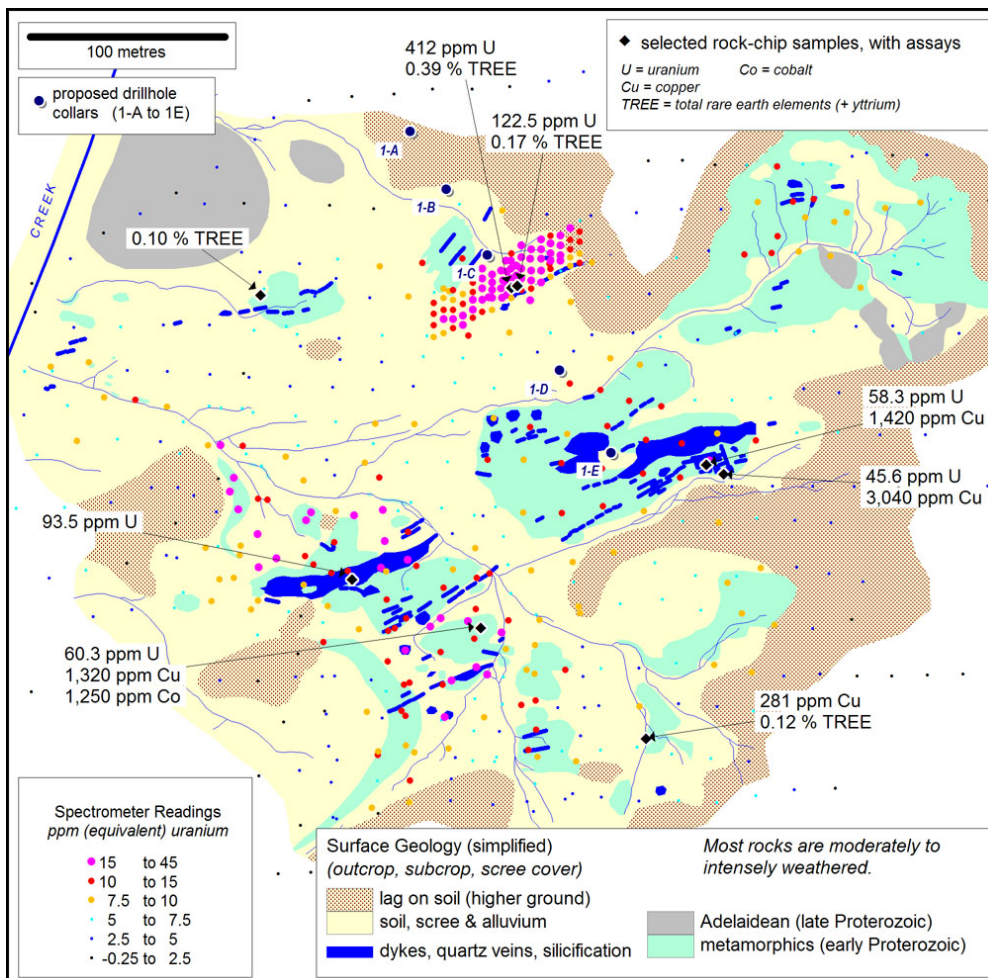 100 metres
proposed drillhole
collars (1-A to 1E)
412 ppm U
0.39 % TREE
selected rock-chip samples, with assays
U = uranium Co = cobalt
Cu = copper
TREE = total rare earth elements (+ yttrium)
122.5 ppm U
0.17 % TREE
1-A
1-B
CREEK
0.10 % TREE
1-C
1-D
58.3 ppm U
1,420 ppm Cu
1-E
45.6 ppm U
3,040 ppm Cu
93.5 ppm U
60.3 ppm U
1,320 ppm Cu
1,250 ppm Co
281 ppm Cu
0.12 % TREE
Spectrometer Readings
ppm (equivalent) uranium
15 to 45
10 to 15
7.5 to 10
5 to 7.5
2.5 to 5
-0.25 to 2.5
Surface Geology (simplified)
(outcrop, subcrop, scree cover)
Most rocks are moderately to
intensely weathered.
lag on soil (higher ground)
soil, scree & alluvium
dykes, quartz veins, silicification
Adelaidean (late Proterozoic)
metamorphics (early Proterozoic)